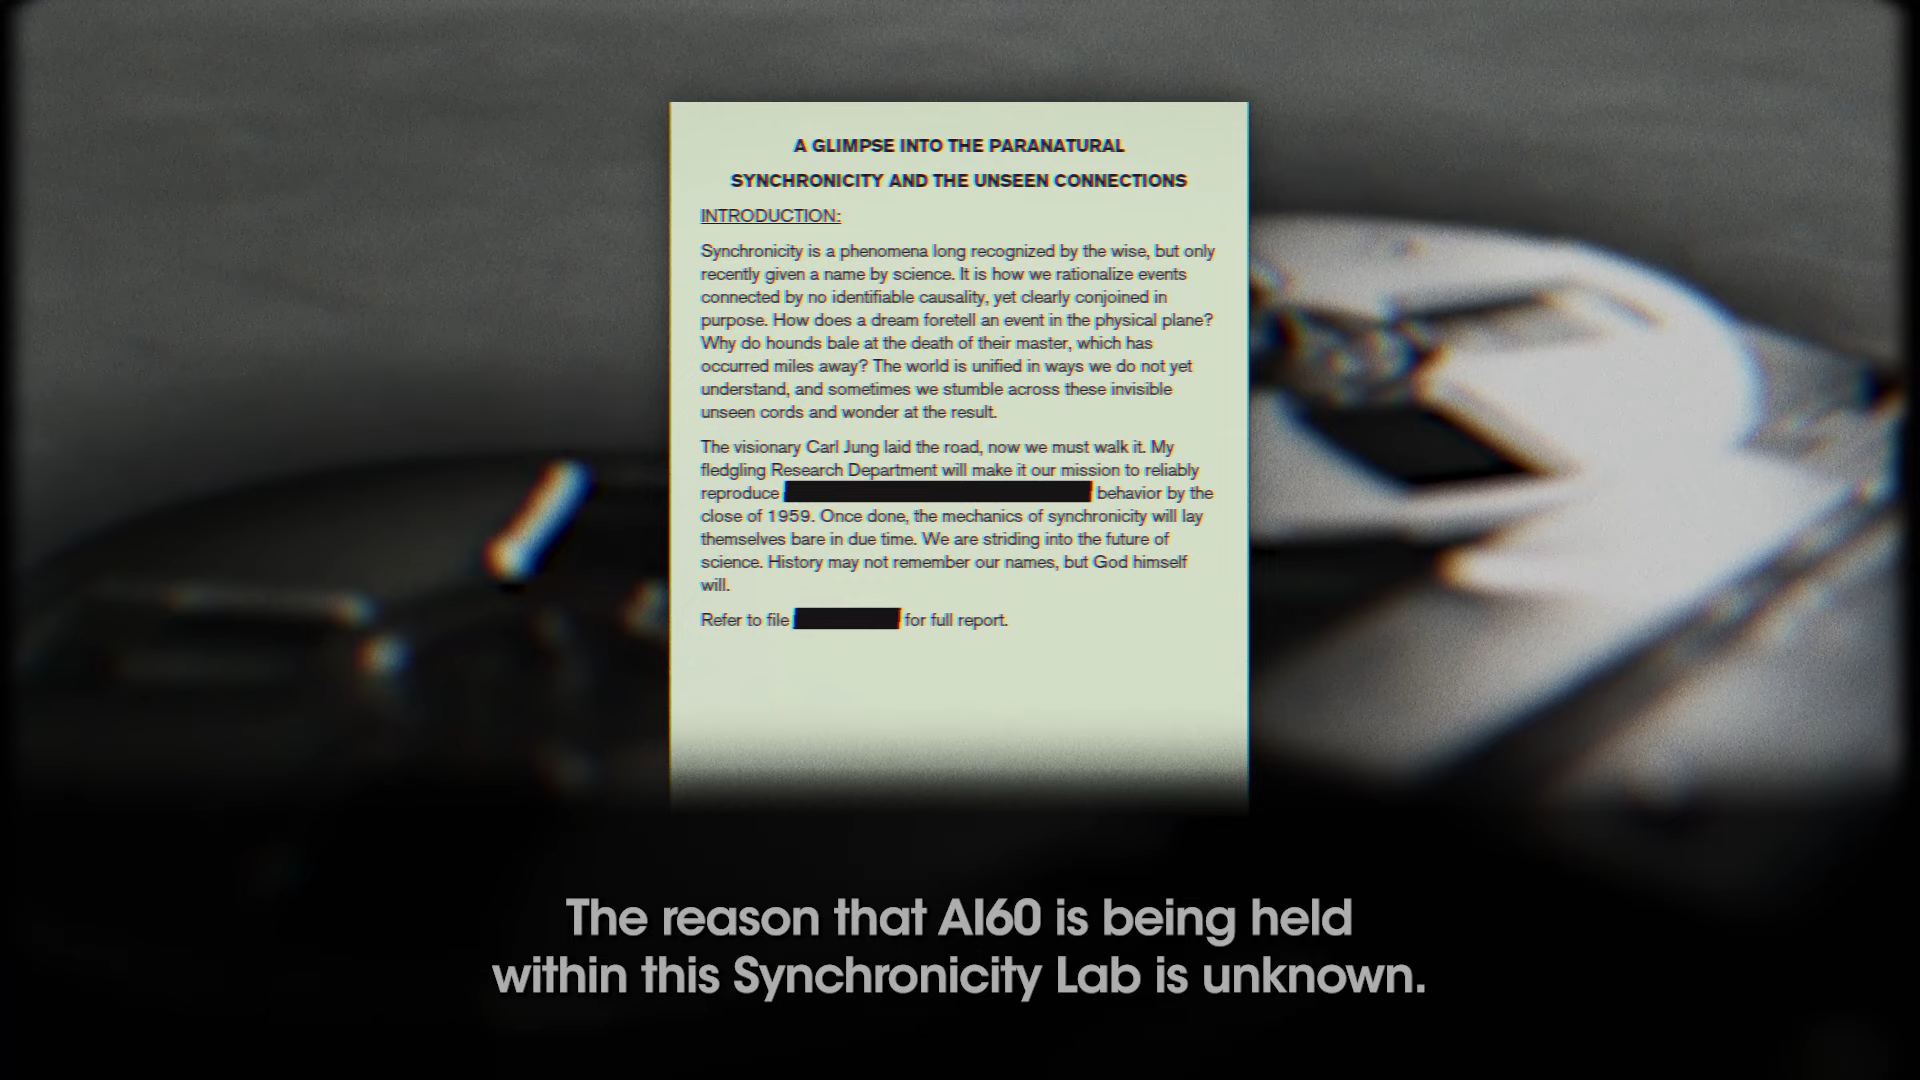 A GLIMPSE INTO THE PARANATURAL
SYNCHRONICITY AND THE UNSEEN CONNECTIONS
INTRODUCTION:
Synchronicity is a phenomena long recognized by the wise, but only
recently given a name by science. It is how we rationalize events
connected by no identifiable causality, yet clearly conjoined in
purpose. How does a dream foretell an event in the physical plane?
Why do hounds bale at the death of their master, which has
occurred miles away? The world is unified in ways we do not yet
understand, and sometimes we stumble across these invisible
unseen cords and wonder at the result.
The visionary Carl Jung laid the road, now we must walk it. My
fledgling Research Department will make it our mission to reliably
reproduce behavior by the
close of 1959. Once done, the mechanics of synchronicity will lay
themselves bare in due time. We are striding into the future of
science. History may not remember our names, but God himself
will.
Refer to file for full report.
The reason that AI60 is being held
within this Synchronicity Lab is unknown.